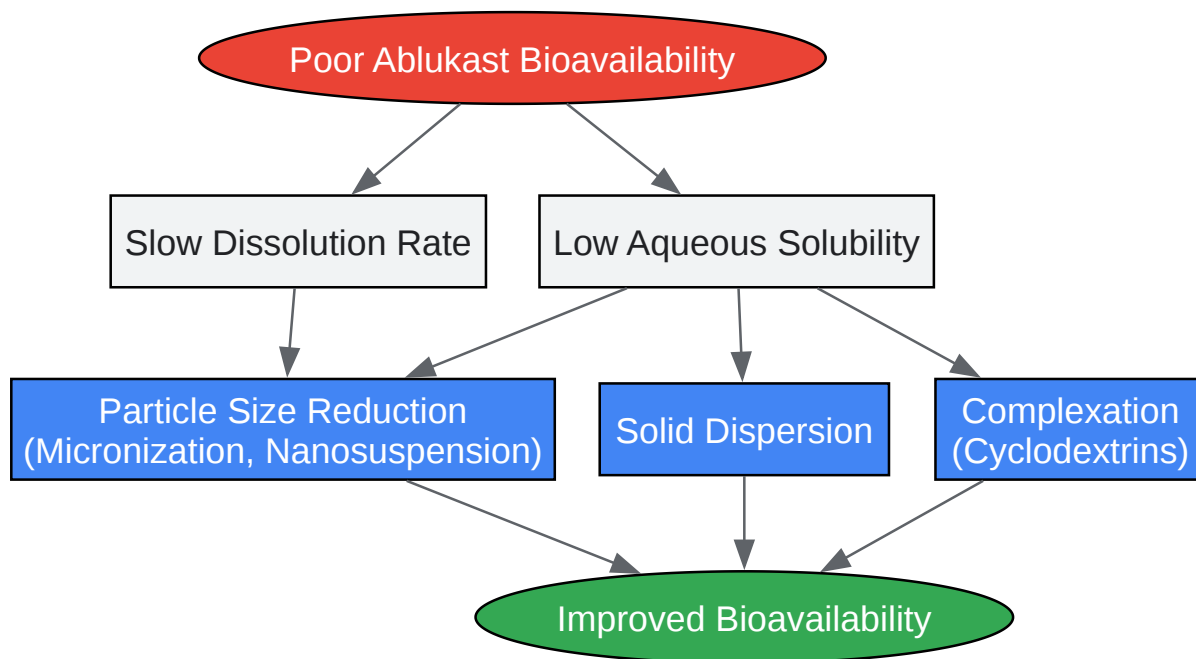 Poor Ablukast Bioavailability
Slow Dissolution Rate
Low Aqueous Solubility
Particle Size Reduction
(Micronization, Nanosuspension)
Solid Dispersion
Complexation
(Cyclodextrins)
Improved Bioavailability